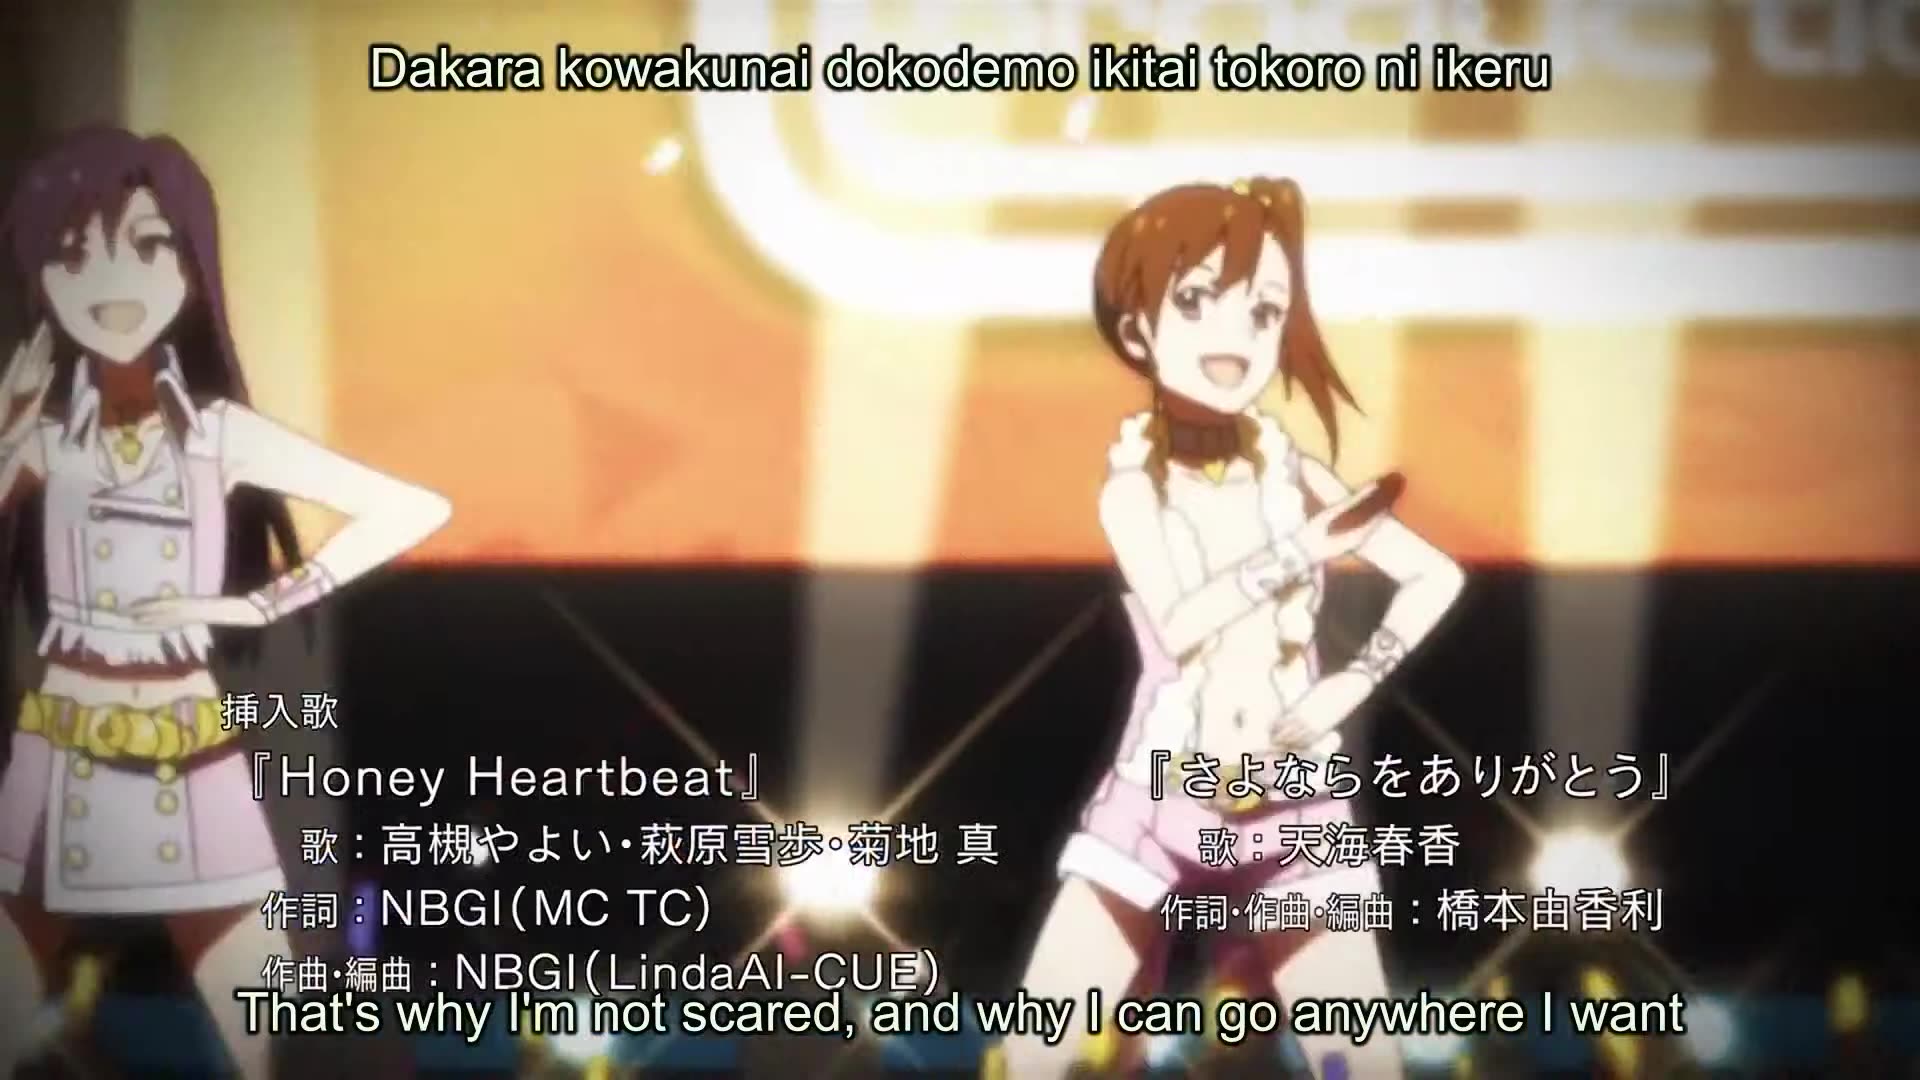 Dakara kowakunai dokodemo ikitai tokoro ni ikeru
挿入歌
『Honey Heartbeat』
歌：高槻やよい・萩原雪歩・菊地 真
作詞：NBGI(MC TC)
作曲・編曲：NBGI(LindaAI-CUE)
『さよならをありがとう』
歌：天海春香
作詞・作曲・編曲：橋本由香利
That's why I'm not scared, and why I can go anywhere I want